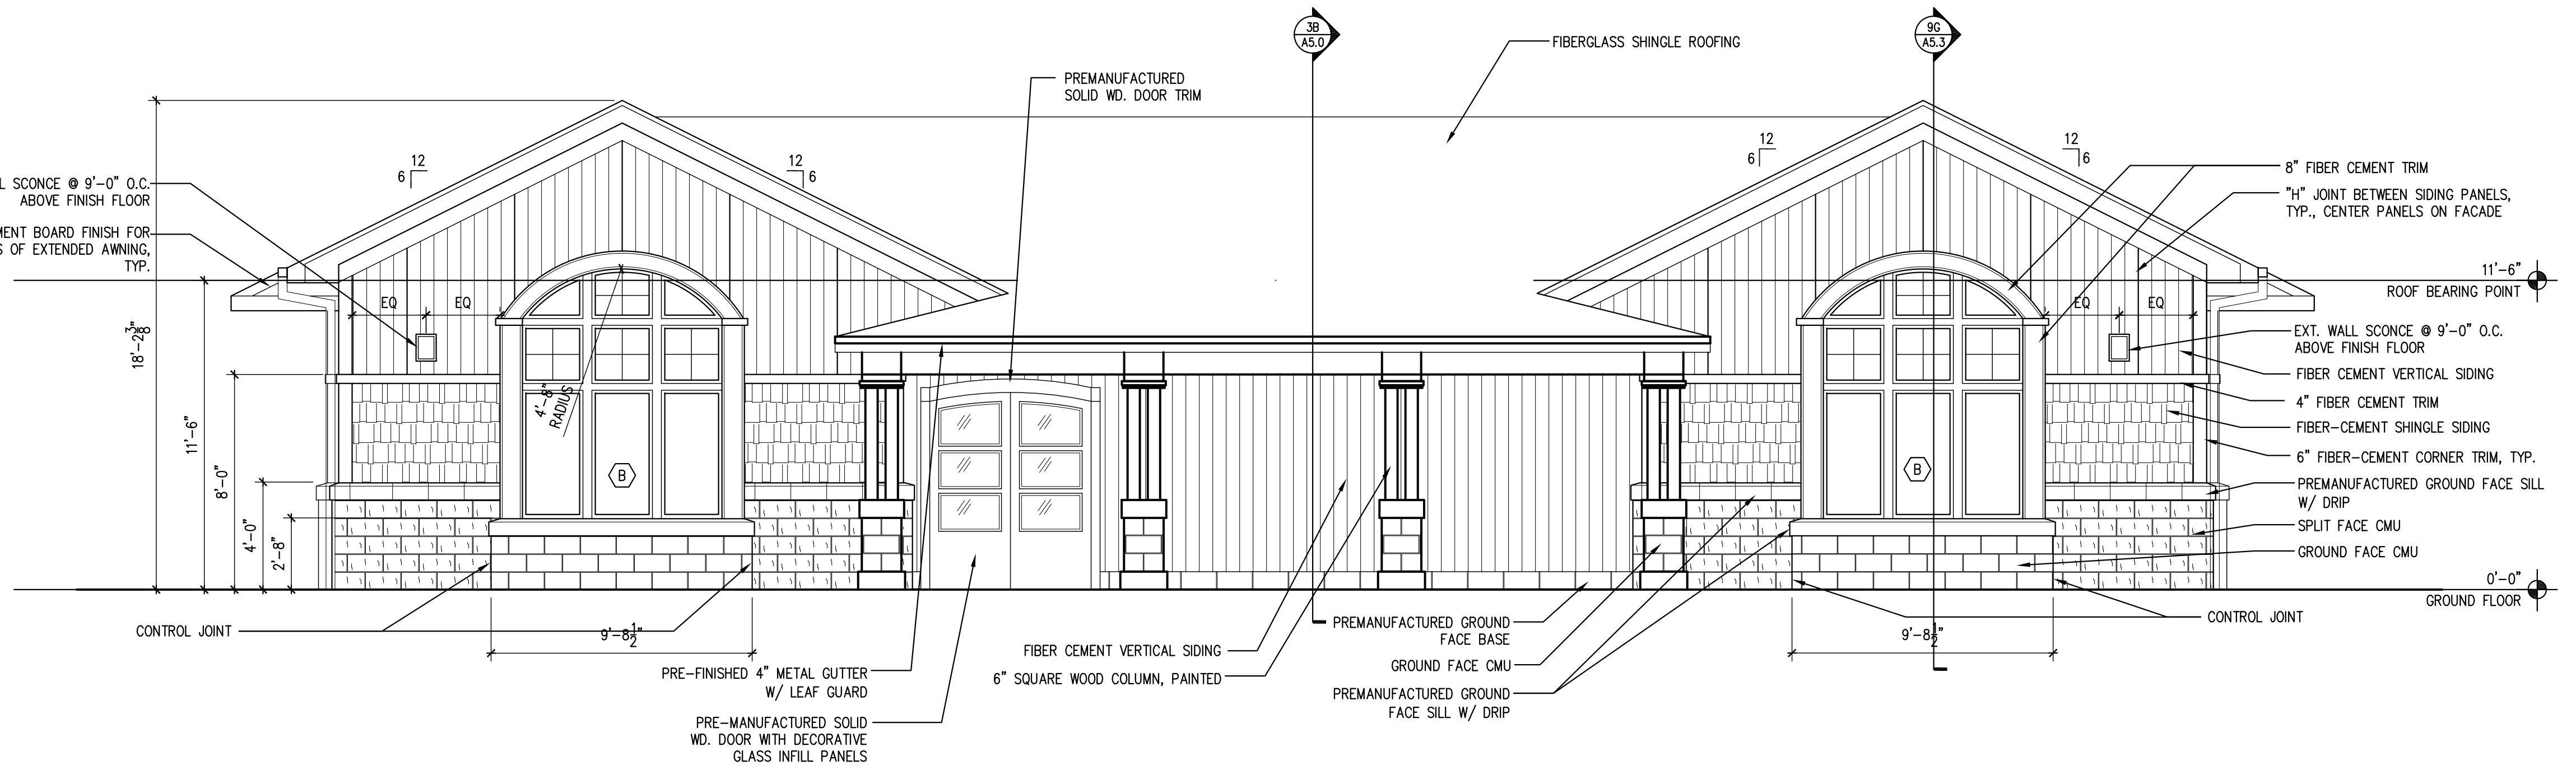 3B
A5.0
9G
A5.3
FIBERGLASS SHINGLE ROOFING
PREMANUFACTURED
SOLID WD. DOOR TRIM
12
6
12
6
12
6
12
6
SCONCE @ 9'-0" O.C.
ABOVE FINISH FLOOR
BOARD FINISH FOR
OF EXTENDED AWNING,
TYP.
8" FIBER CEMENT TRIM
"H" JOINT BETWEEN SIDING PANELS,
TYP., CENTER PANELS ON FACADE
11'-6"
ROOF BEARING POINT
EXT. WALL SCONCE @ 9'-0" O.C.
ABOVE FINISH FLOOR
FIBER CEMENT VERTICAL SIDING
4" FIBER CEMENT TRIM
FIBER-CEMENT SHINGLE SIDING
6" FIBER-CEMENT CORNER TRIM, TYP.
PREMANUFACTURED GROUND FACE SILL
W/ DRIP
SPLIT FACE CMU
GROUND FACE CMU
0'-0"
GROUND FLOOR
CONTROL JOINT
EQ
EQ
EQ
EQ
18'-2 3/8"
11'-6"
8'-0"
4'-0"
2'-8"
4'-8"
RADIUS
B
B
CONTROL JOINT
9'-8 1/2"
9'-8 1/2"
PRE-FINISHED 4" METAL GUTTER
W/ LEAF GUARD
PRE-MANUFACTURED SOLID
WD. DOOR WITH DECORATIVE
GLASS INFILL PANELS
FIBER CEMENT VERTICAL SIDING
6" SQUARE WOOD COLUMN, PAINTED
PREMANUFACTURED GROUND
FACE BASE
GROUND FACE CMU
PREMANUFACTURED GROUND
FACE SILL W/ DRIP